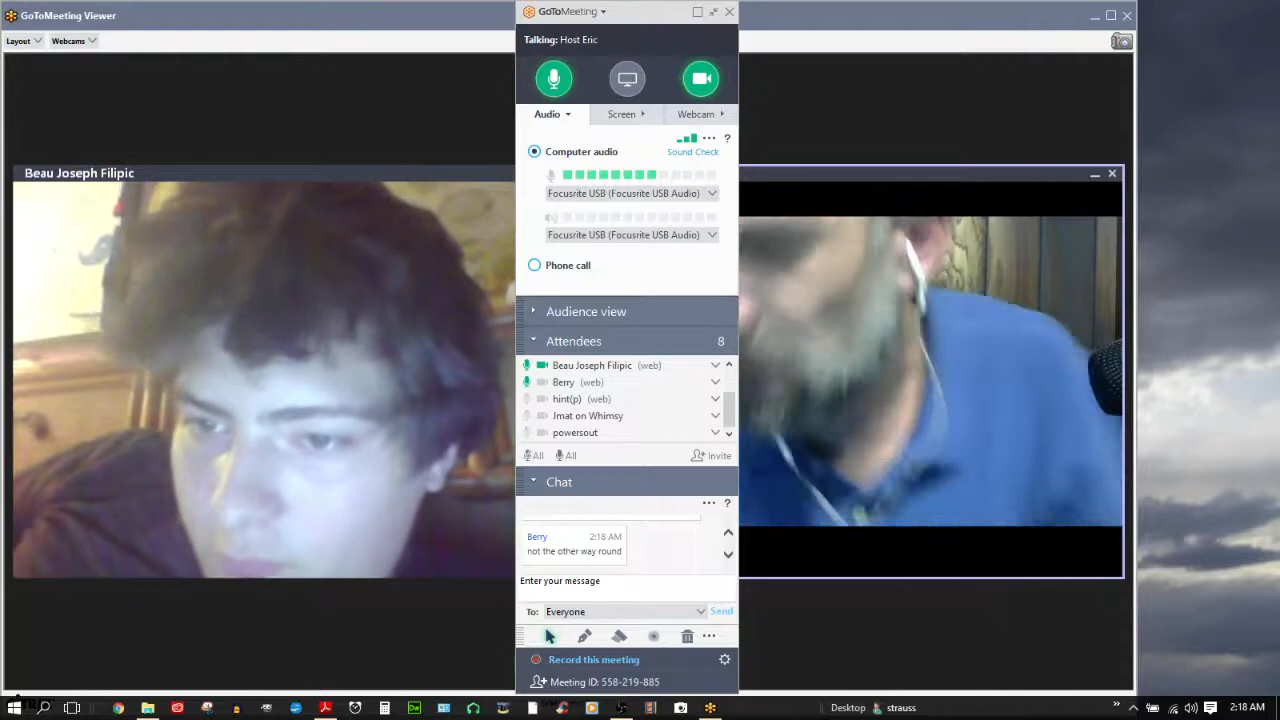 GoToMeeting Viewer
Layout
Webcams
GoToMeeting
Talking: Host Eric
Audio
Screen
Webcam
?
Computer audio
Sound Check
Focusrite USB (Focusrite USB Audio)
Focusrite USB (Focusrite USB Audio)
Phone call
Audience view
Attendees 8
Beau Joseph Filipic (web)
Berry (web)
hint(p) (web)
Jmat on Whimsy
powersout
All
All
Invite
Chat
?
Berry 2:18 AM
not the other way round
Enter your message
To: Everyone
Send
Record this meeting
Meeting ID: 558-219-885
Beau Joseph Filipic
Dw
Desktop
strauss
2:18 AM